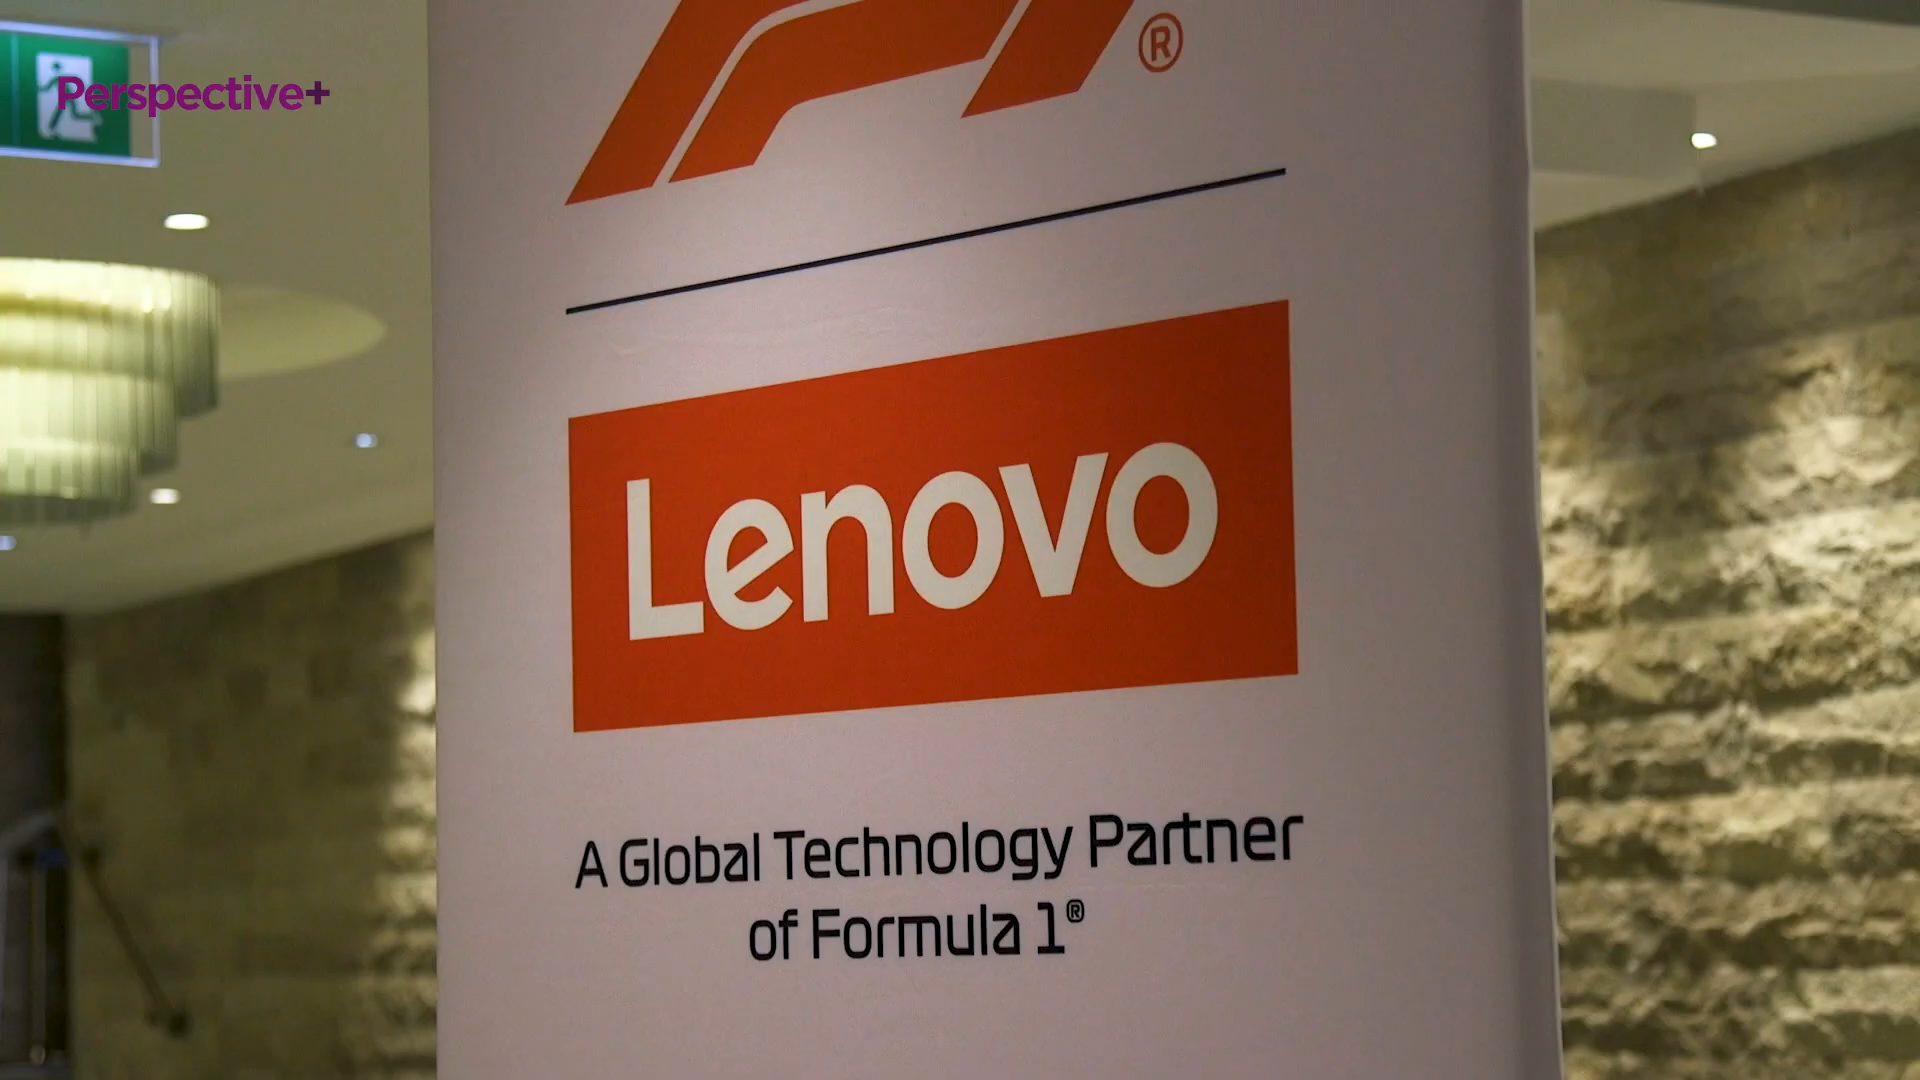 Perspective+
®
Lenovo
A Global Technology Partner
of Formula 1®